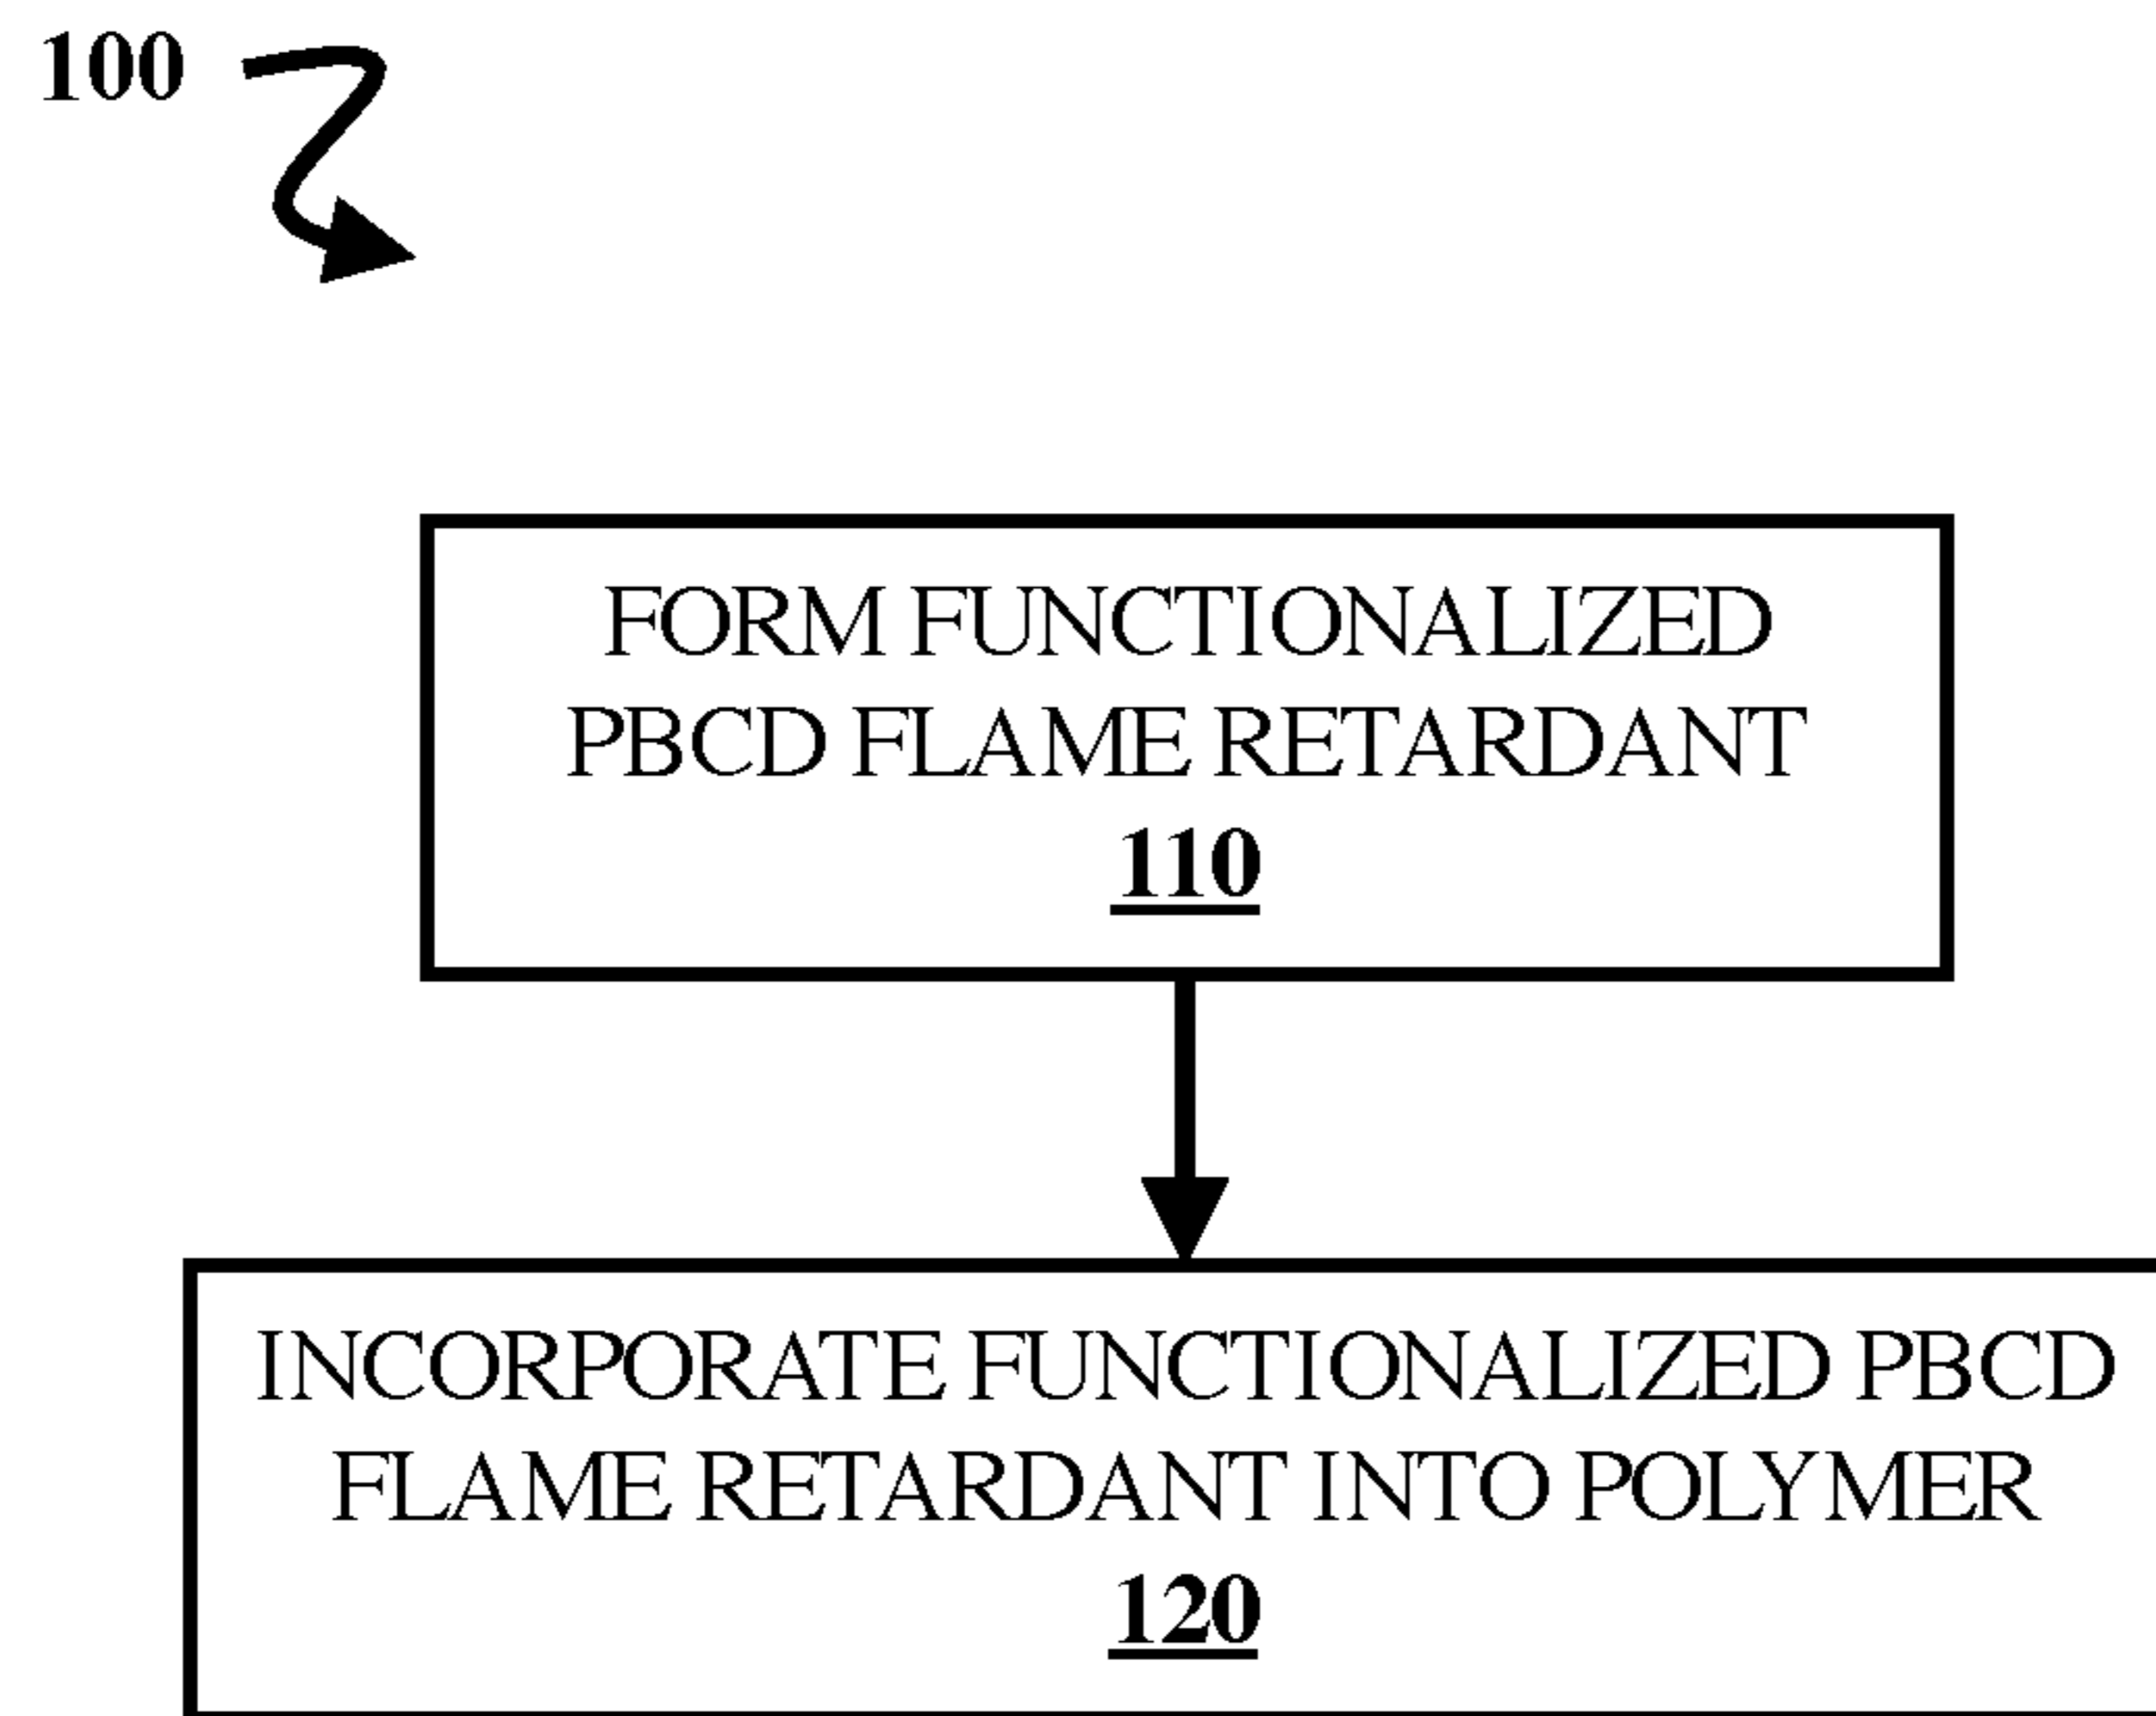 100
FORM FUNCTIONALIZED
PBCD FLAME RETARDANT
110
INCORPORATE FUNCTIONALIZED PBCD
FLAME RETARDANT INTO POLYMER
120